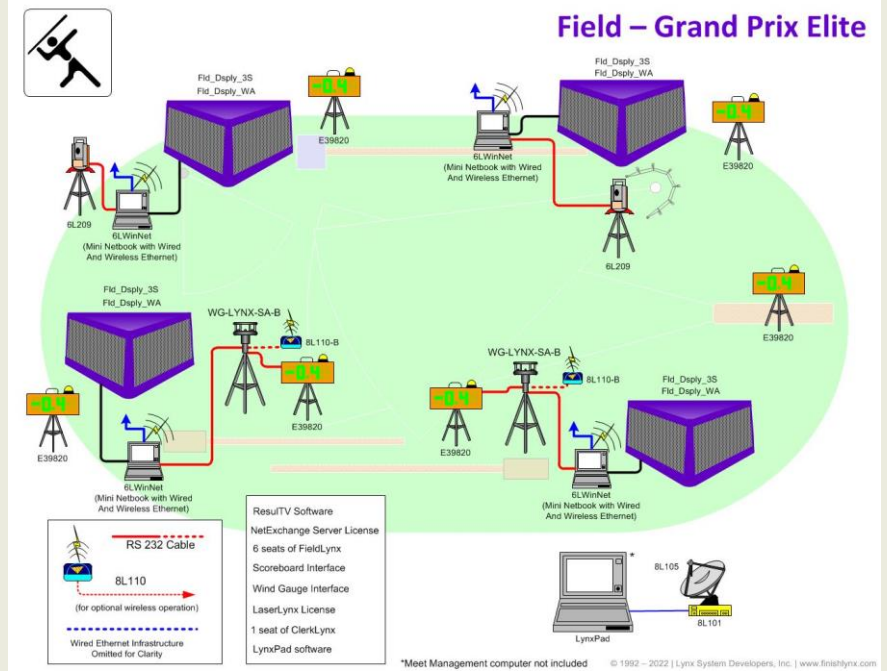 Field – Grand Prix Elite
Fld_Dsply_3S
Fld_Dsply_WA
-0.4
E39820
6L209
6LWinNet
(Mini Netbook with Wired
And Wireless Ethernet)
Fld_Dsply_3S
Fld_Dsply_WA
-0.4
E39820
6LWinNet
(Mini Netbook with Wired
And Wireless Ethernet)
6L209
-0.4
E39820
Fld_Dsply_3S
Fld_Dsply_WA
WG-LYNX-SA-B
8L110-B
-0.4
E39820
-0.4
E39820
6LWinNet
(Mini Netbook with Wired
And Wireless Ethernet)
WG-LYNX-SA-B
8L110-B
-0.4
E39820
Fld_Dsply_3S
Fld_Dsply_WA
6LWinNet
(Mini Netbook with Wired
And Wireless Ethernet)
RS 232 Cable
8L110
(for optional wireless operation)
Wired Ethernet Infrastructure
Omitted for Clarity
ResulTV Software
NetExchange Server License
6 seats of FieldLynx
Scoreboard Interface
Wind Gauge Interface
LaserLynx License
1 seat of ClerkLynx
LynxPad software
*
LynxPad
8L105
8L101
*Meet Management computer not included
© 1992 – 2022 | Lynx System Developers, Inc. | www.finishlynx.com